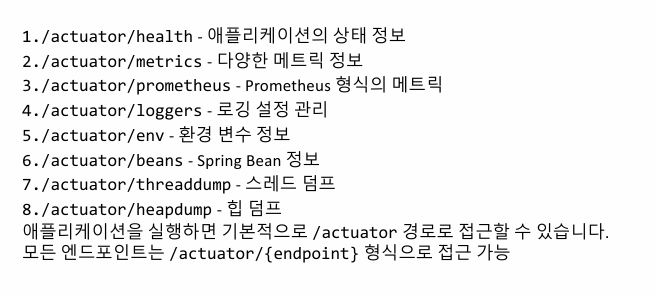 1./actuator/health - 애플리케이션의 상태 정보
2./actuator/metrics - 다양한 메트릭 정보
3./actuator/prometheus - Prometheus 형식의 메트릭
4./actuator/loggers - 로깅 설정 관리
5./actuator/env - 환경 변수 정보
6./actuator/beans - Spring Bean 정보
7./actuator/threaddump - 스레드 덤프
8./actuator/heapdump - 힙 덤프
애플리케이션을 실행하면 기본적으로 /actuator 경로로 접근할 수 있습니다.
모든 엔드포인트는 /actuator/{endpoint} 형식으로 접근 가능